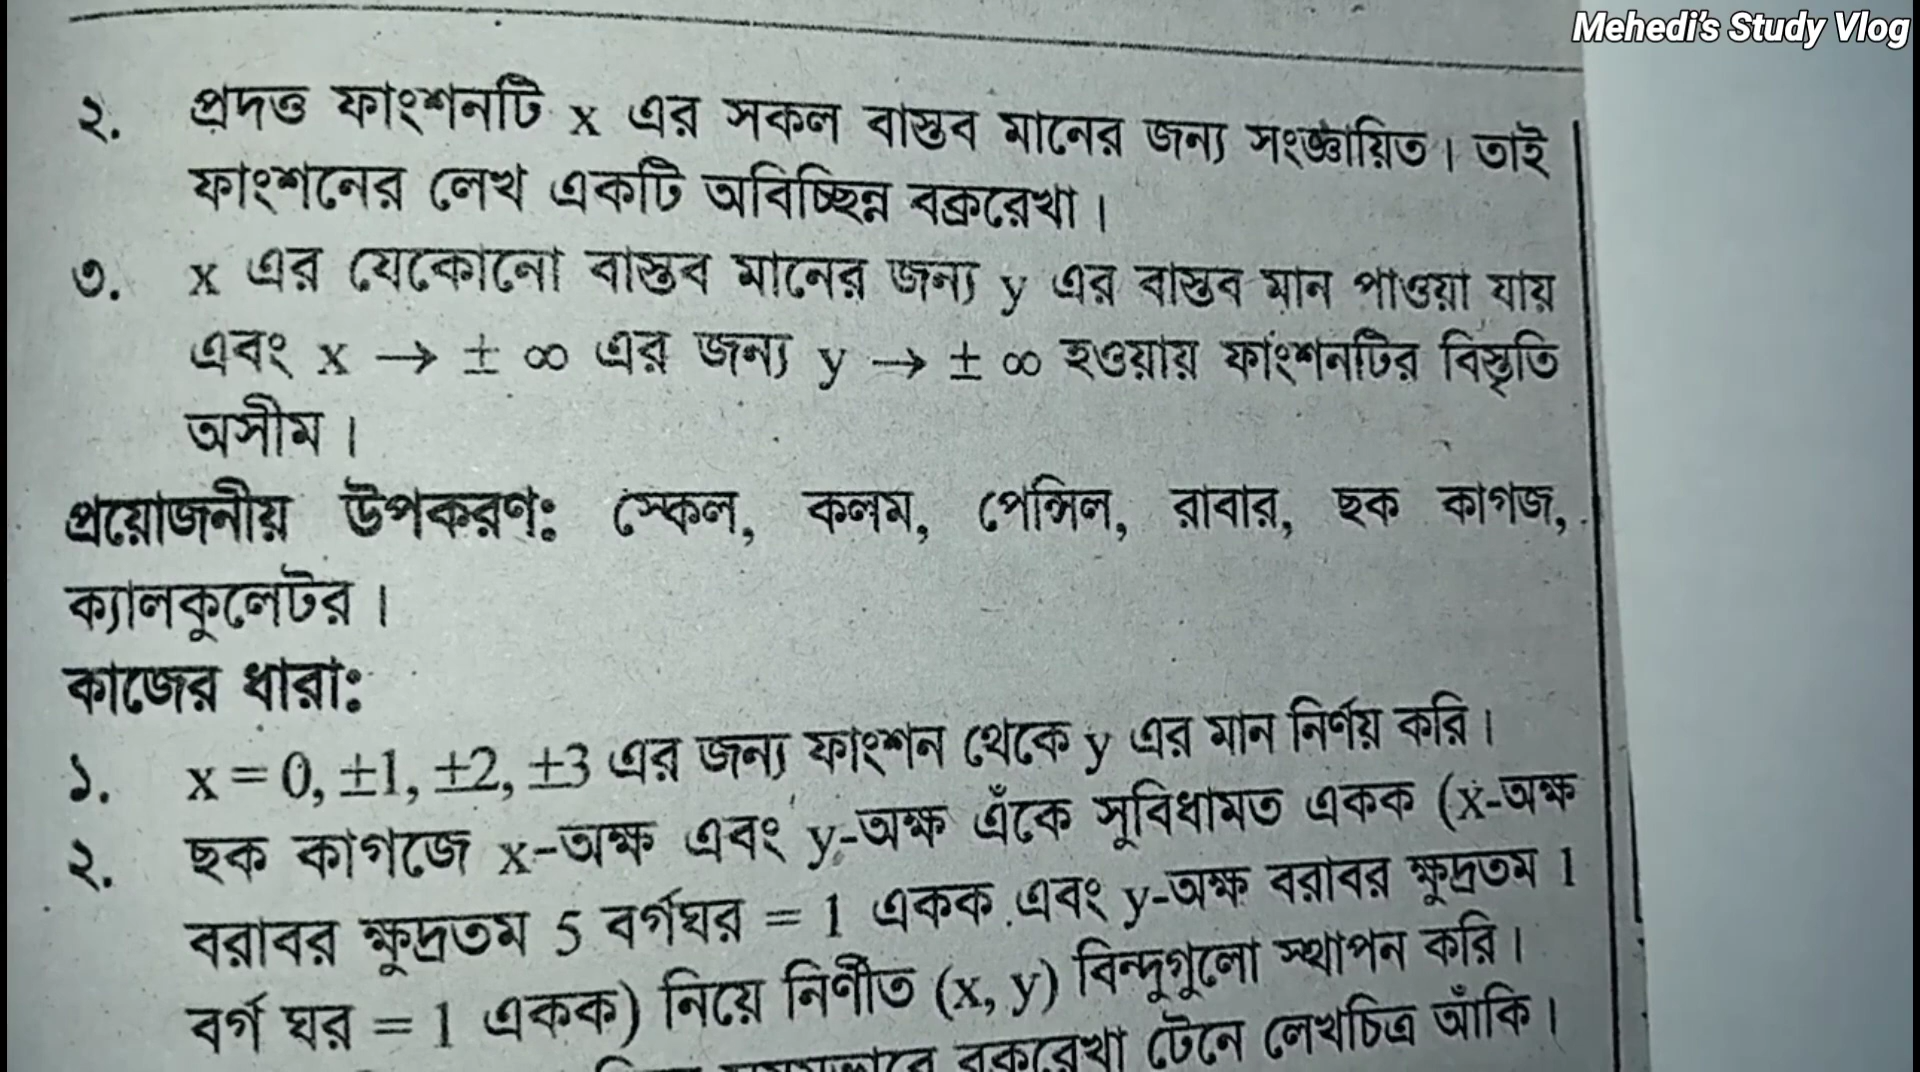 Mehedi's Study Vlog
২. প্রদত্ত ফাংশনটি x এর সকল বাস্তব মানের জন্য সংজ্ঞায়িত। তাই
ফাংশনের লেখ একটি অবিচ্ছিন্ন বক্ররেখা।
৩. x এর যেকোনো বাস্তব মানের জন্য y এর বাস্তব মান পাওয়া যায়
এবং x → ± ∞ এর জন্য y → ± ∞ হওয়ায় ফাংশনটির বিস্তৃতি
অসীম।
প্রয়োজনীয় উপকরণঃ স্কেল, কলম, পেন্সিল, রাবার, ছক কাগজ,
ক্যালকুলেটর।
কাজের ধারাঃ
১. x = 0, ±1, ±2, ±3 এর জন্য ফাংশন থেকে y এর মান নির্ণয় করি।
২. ছক কাগজে x-অক্ষ এবং y-অক্ষ এঁকে সুবিধামত একক (x-অক্ষ
বরাবর ক্ষুদ্রতম 5 বর্গঘর = 1 একক এবং y-অক্ষ বরাবর ক্ষুদ্রতম 1
বর্গ ঘর = 1 একক) নিয়ে নির্ণীত (x, y) বিন্দুগুলো স্থাপন করি।
বক্ররেখা টেনে লেখচিত্র আঁকি।